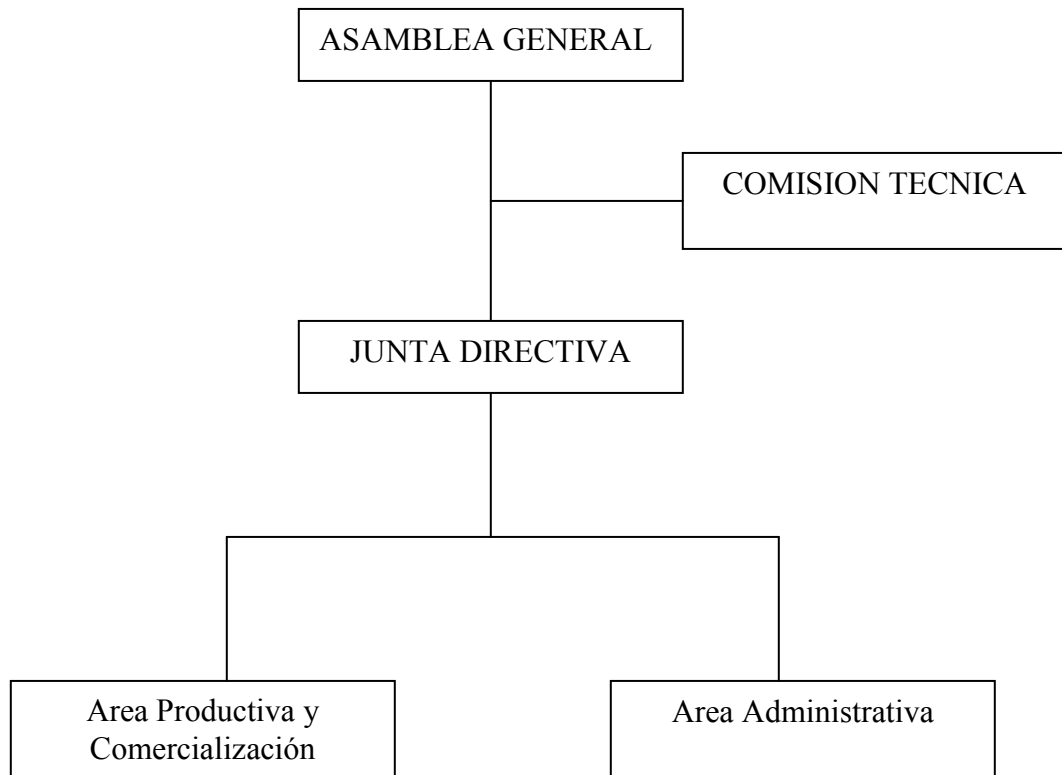 ASAMBLEA GENERAL
COMISION TECNICA
JUNTA DIRECTIVA
Area Productiva y
Comercialización
Area Administrativa